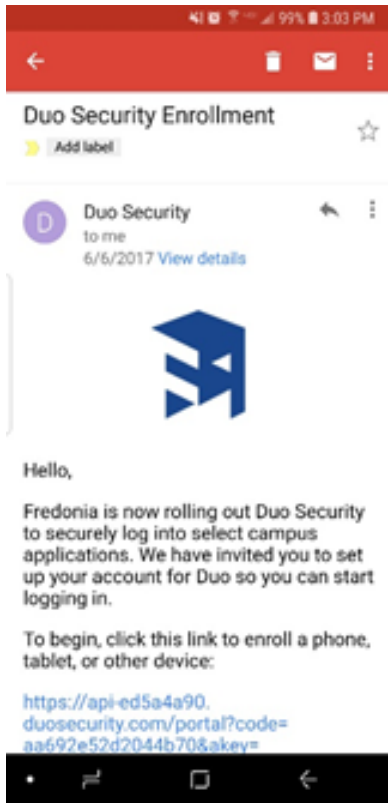 99% 3:03 PM
Duo Security Enrollment
Add label
D
Duo Security
to me
6/6/2017 View details
Hello,
Fredonia is now rolling out Duo Security
to securely log into select campus
applications. We have invited you to set
up your account for Duo so you can start
logging in.
To begin, click this link to enroll a phone,
tablet, or other device:
https://api-ed5a4a90.
duosecurity.com/portal?code=
aa692e52d2044b70&akey=